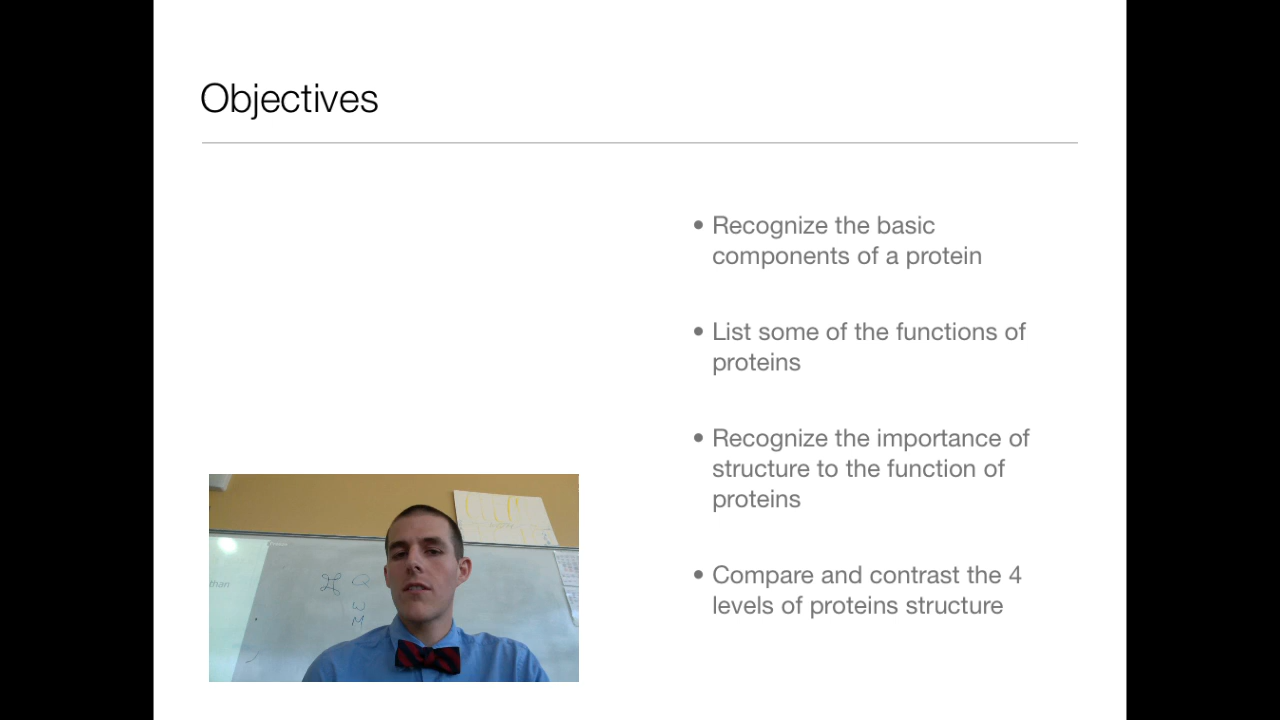 Objectives
• Recognize the basic
components of a protein
• List some of the functions of
proteins
• Recognize the importance of
structure to the function of
proteins
• Compare and contrast the 4
levels of proteins structure
than
Q
W
M